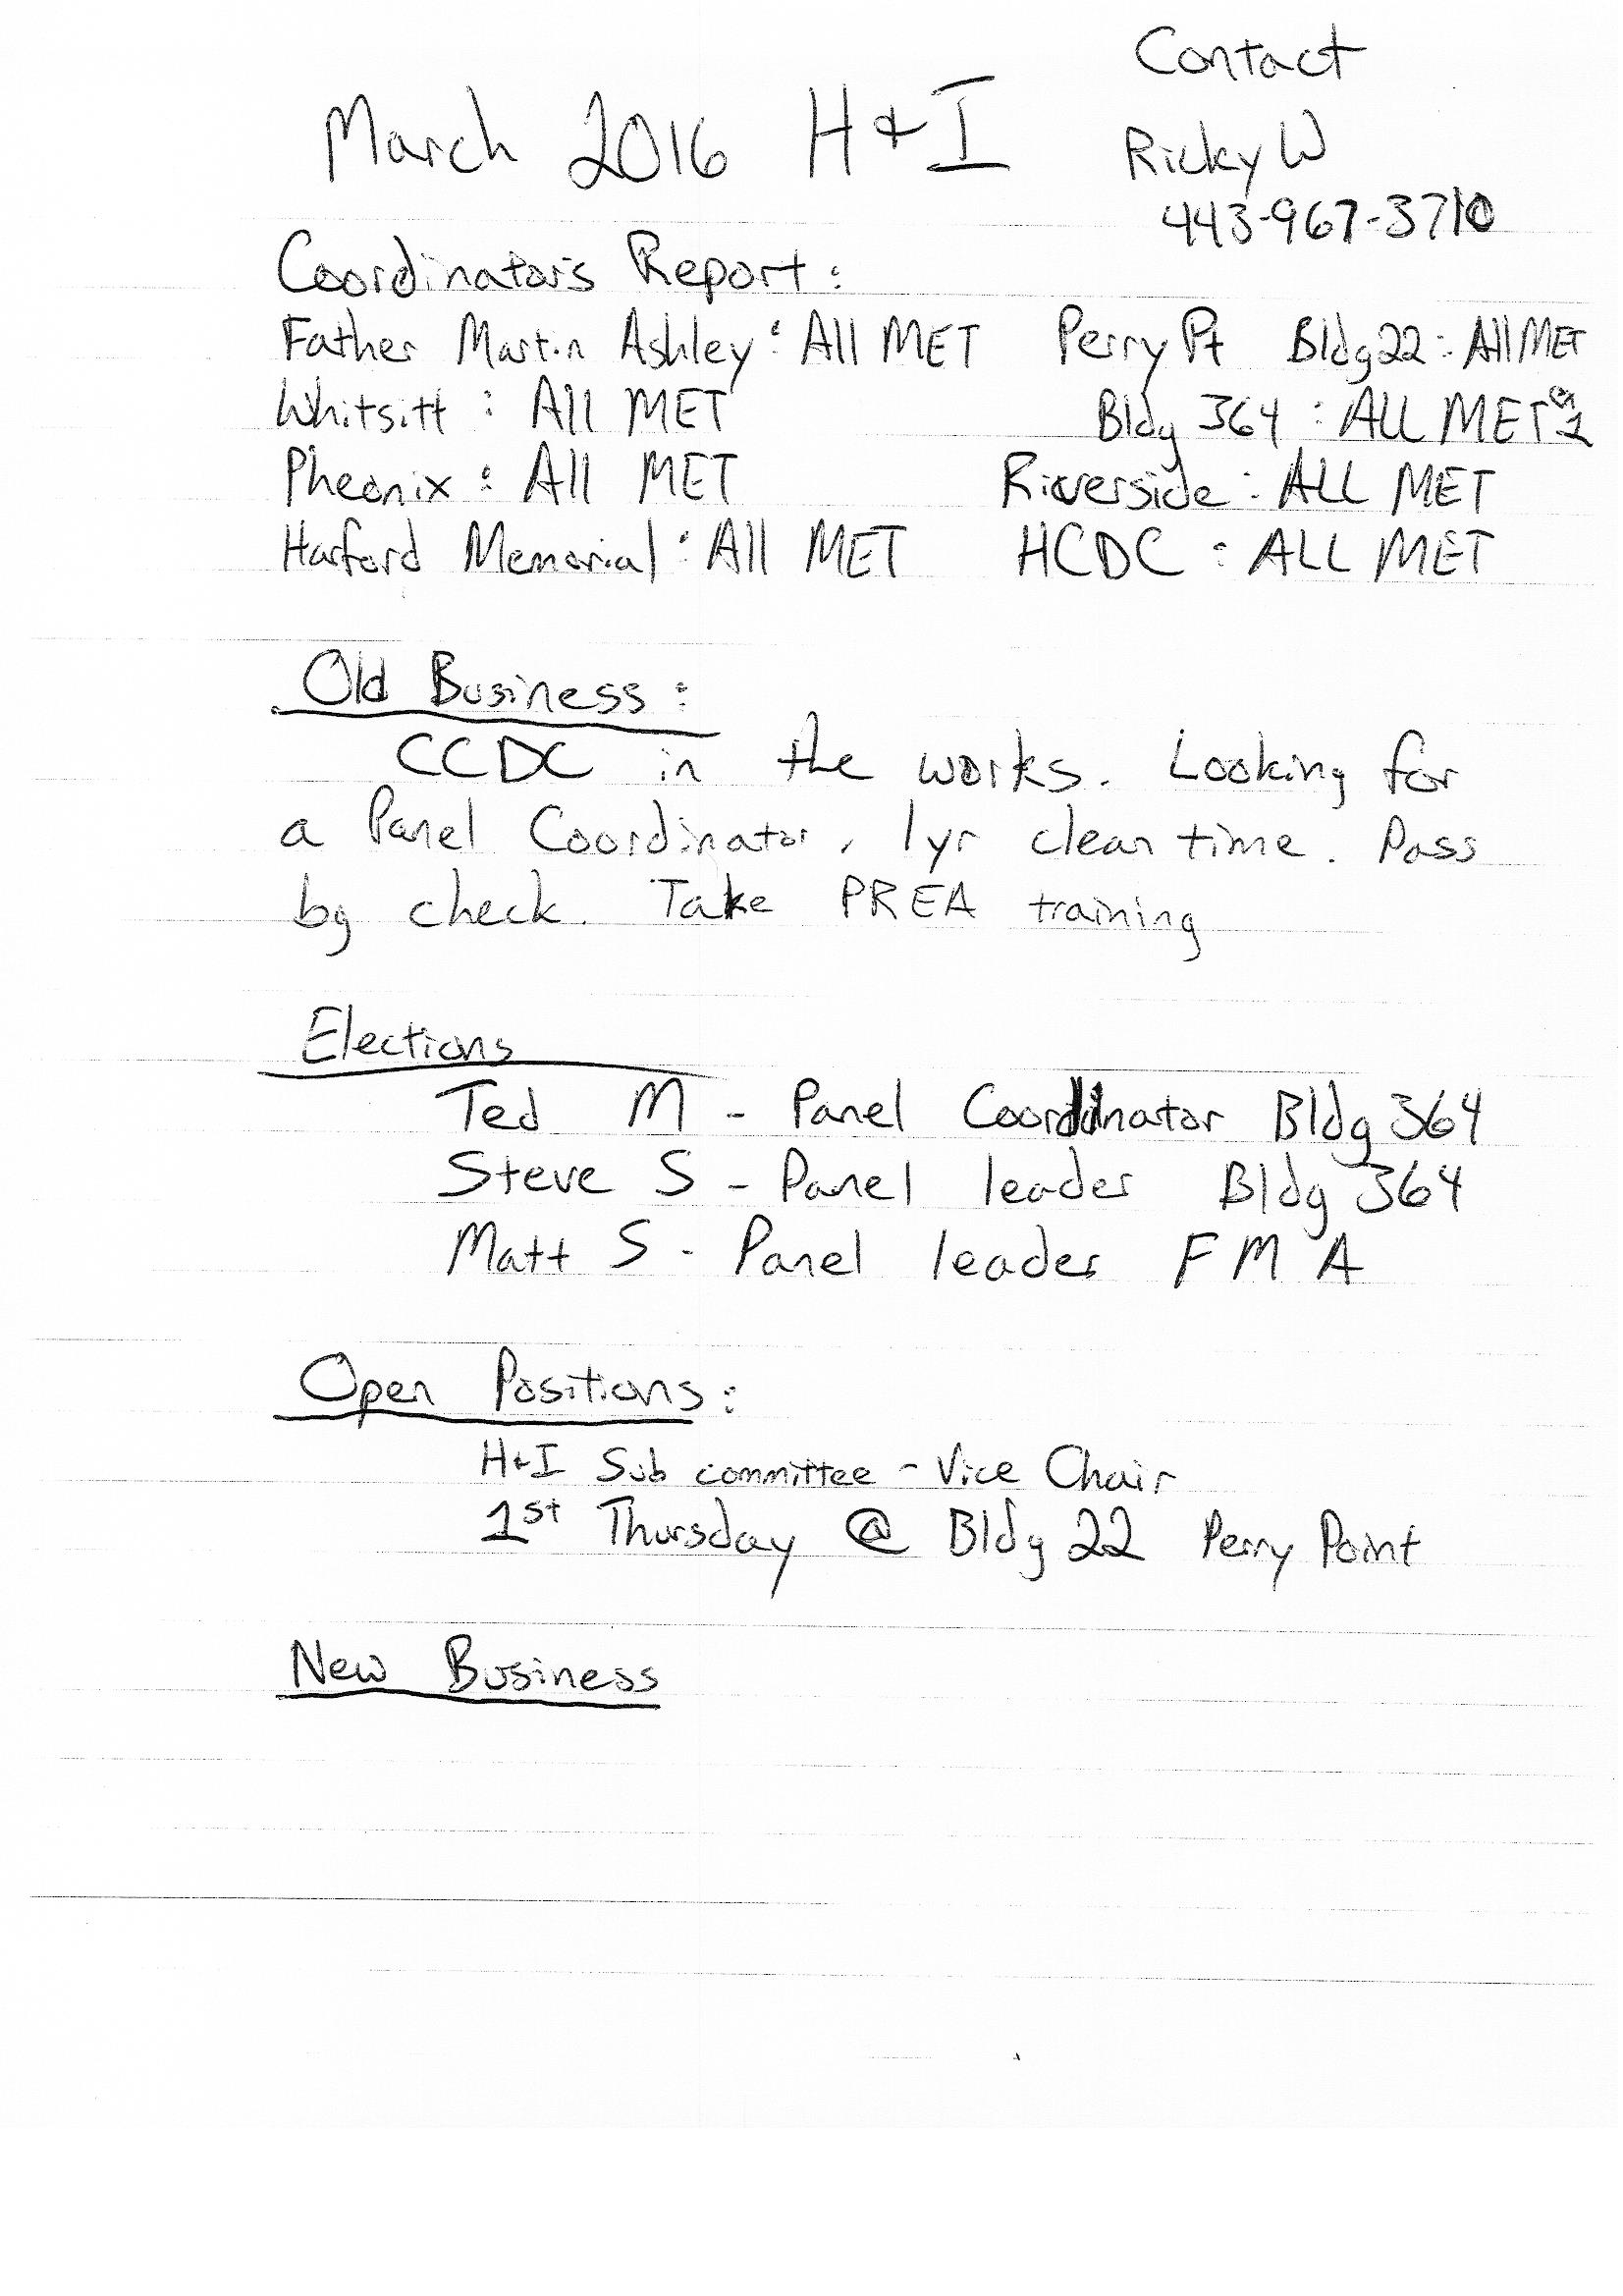 Contact
March 2016 H+I
Ricky W
443-967-3710
Coordinator's Report:
Father Martin Ashley: All MET Perry Pt Bldg 22: All MET
Whitsitt: All MET Bldg 364: ALL MET 1
Pheonix: All MET Riverside: ALL MET
Harford Memorial: All MET HCDC: ALL MET
Old Business:
CCDC in the works. Looking for
a Panel Coordinator, 1yr clean time. Pass
bg check. Take PREA training
Elections
Ted M - Panel Coordinator Bldg 364
Steve S - Panel leader Bldg 364
Matt S - Panel leader FMA
Open Positions:
H+I Sub committee - Vice Chair
1st Thursday @ Bldg 22 Perry Point
New Business